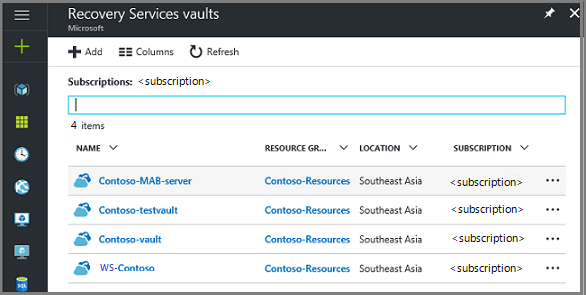 Recovery Services vaults
Microsoft
Add Columns Refresh
Subscriptions: <subscription>
4 items
NAME RESOURCE GR... LOCATION SUBSCRIPTION
Contoso-MAB-server Contoso-Resources Southeast Asia <subscription> ...
Contoso-testvault Contoso-Resources Southeast Asia <subscription> ...
Contoso-vault Contoso-Resources Southeast Asia <subscription> ...
WS-Contoso Contoso-Resources Southeast Asia <subscription> ...
SQL